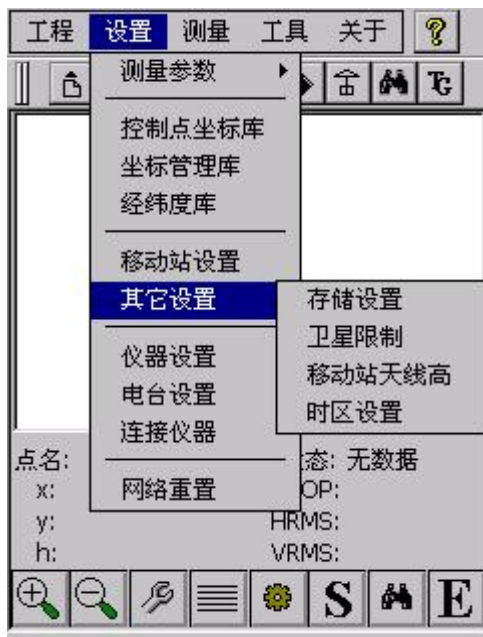 工程 设置 测量 工具 关于 ?
测量参数
TG
控制点坐标库
坐标管理库
经纬度库
移动站设置
其它设置
存储设置
卫星限制
移动站天线高
时区设置
仪器设置
电台设置
连接仪器
网络重置
点名:
态: 无数据
x:
OP:
y:
HRMS:
h:
VRMS:
S E